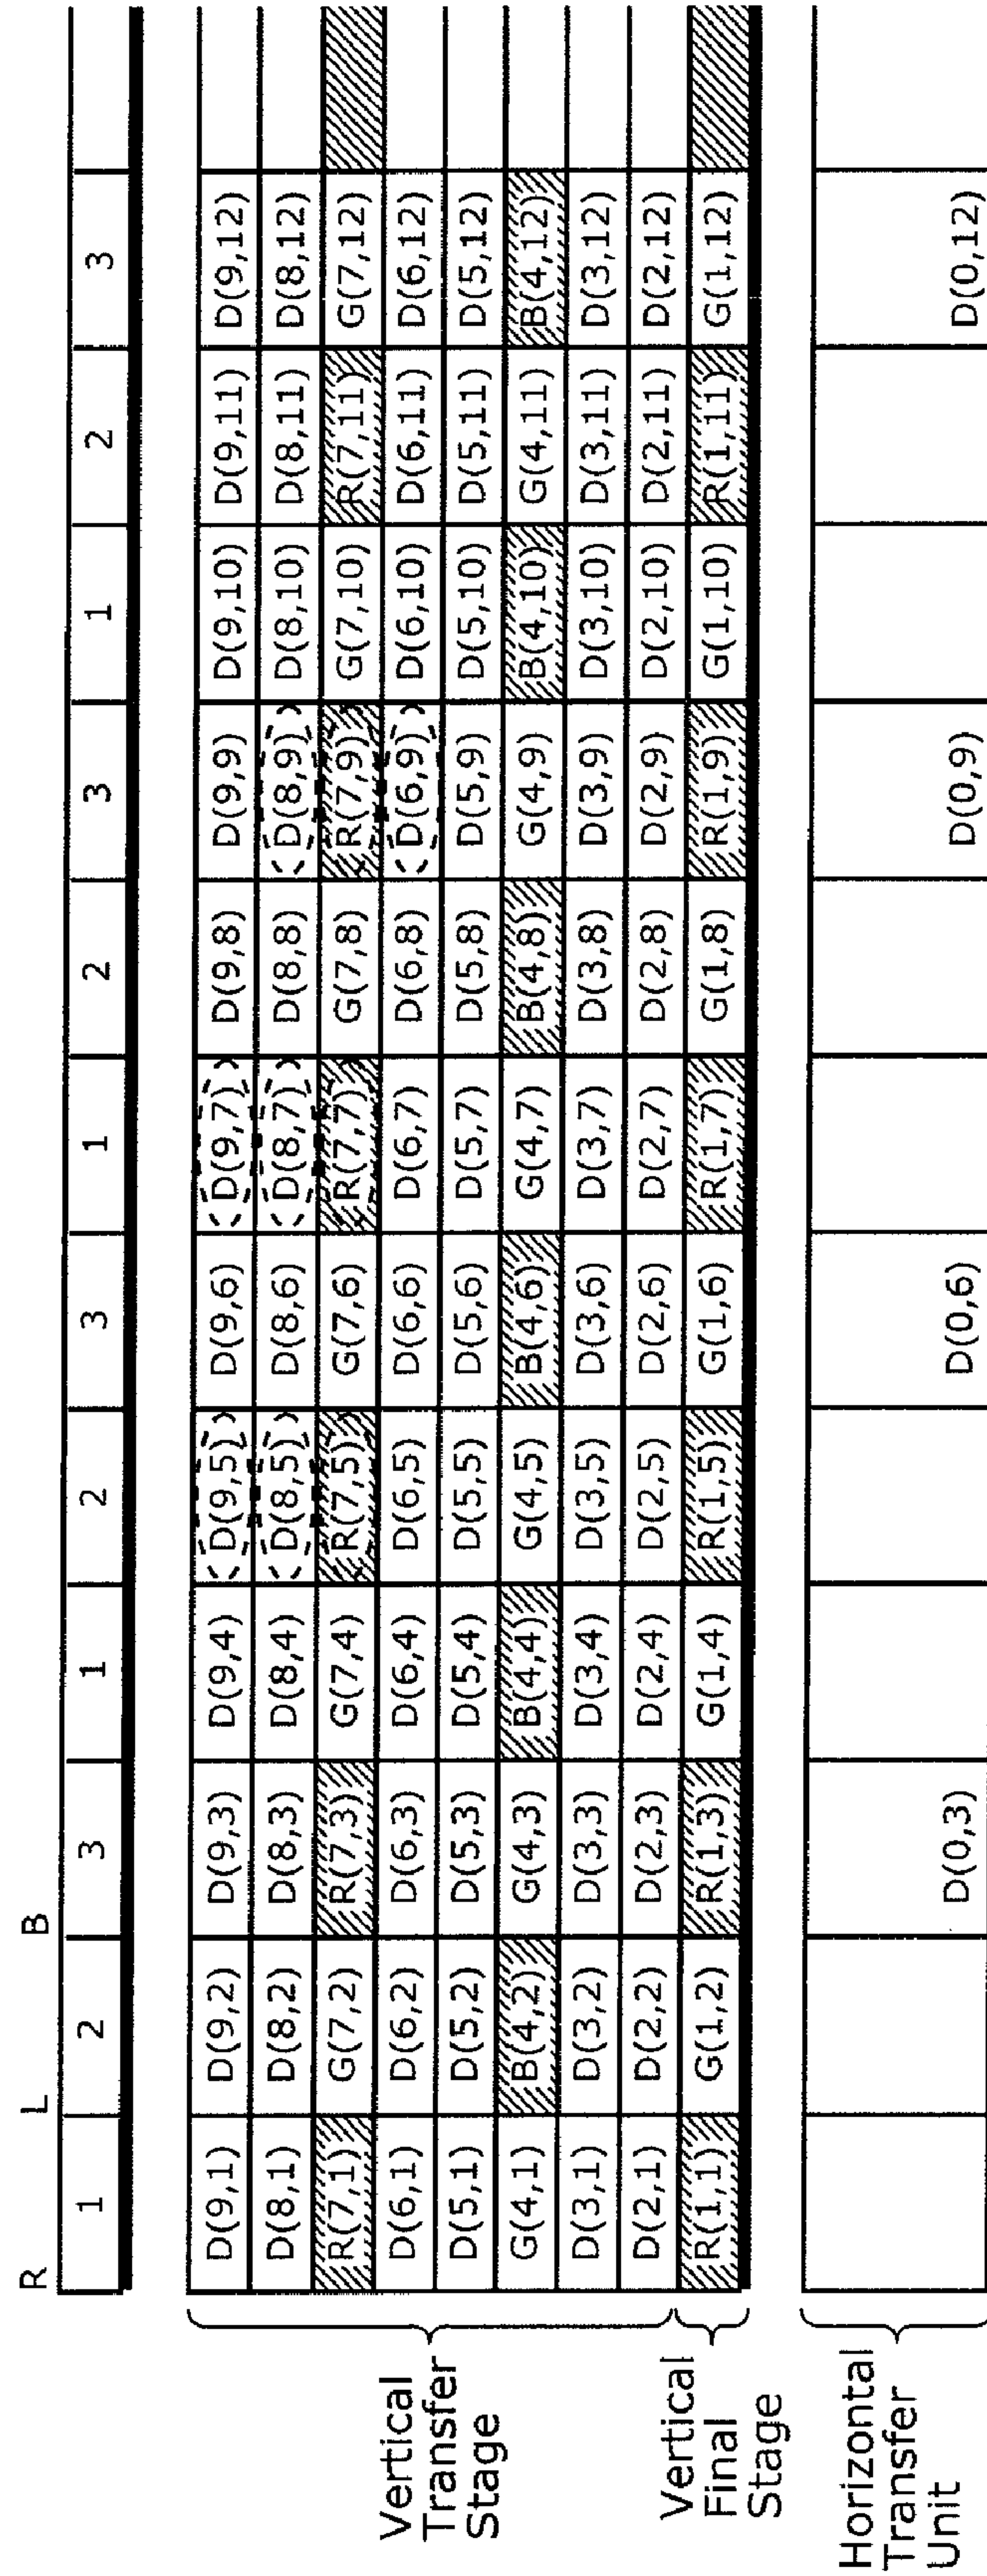 R L B
1 2 3 1 2 3 1 2 3 1 2 3
D(9,1) D(9,2) D(9,3) D(9,4) D(9,5) D(9,6) D(9,7) D(9,8) D(9,9) D(9,10) D(9,11) D(9,12)
D(8,1) D(8,2) D(8,3) D(8,4) D(8,5) D(8,6) D(8,7) D(8,8) D(8,9) D(8,10) D(8,11) D(8,12)
R(7,1) G(7,2) R(7,3) G(7,4) R(7,5) G(7,6) R(7,7) G(7,8) R(7,9) G(7,10) R(7,11) G(7,12)
D(6,1) D(6,2) D(6,3) D(6,4) D(6,5) D(6,6) D(6,7) D(6,8) D(6,9) D(6,10) D(6,11) D(6,12)
D(5,1) D(5,2) D(5,3) D(5,4) D(5,5) D(5,6) D(5,7) D(5,8) D(5,9) D(5,10) D(5,11) D(5,12)
G(4,1) B(4,2) G(4,3) B(4,4) G(4,5) B(4,6) G(4,7) B(4,8) G(4,9) B(4,10) G(4,11) B(4,12)
D(3,1) D(3,2) D(3,3) D(3,4) D(3,5) D(3,6) D(3,7) D(3,8) D(3,9) D(3,10) D(3,11) D(3,12)
D(2,1) D(2,2) D(2,3) D(2,4) D(2,5) D(2,6) D(2,7) D(2,8) D(2,9) D(2,10) D(2,11) D(2,12)
R(1,1) G(1,2) R(1,3) G(1,4) R(1,5) G(1,6) R(1,7) G(1,8) R(1,9) G(1,10) R(1,11) G(1,12)
D(0,3) D(0,6) D(0,9) D(0,12)
Vertical
Transfer
Stage
Vertical
Final
Stage
Horizontal
Transfer
Unit